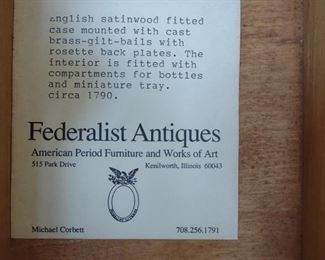 English satinwood fitted
case mounted with cast
brass-gilt-bails with
rosette back plates. The
interior is fitted with
compartments for bottles
and miniature tray.
circa 1790.
Federalist Antiques
American Period Furniture and Works of Art
515 Park Drive Kenilworth, Illinois 60043
Michael Corbett 708.256.1791